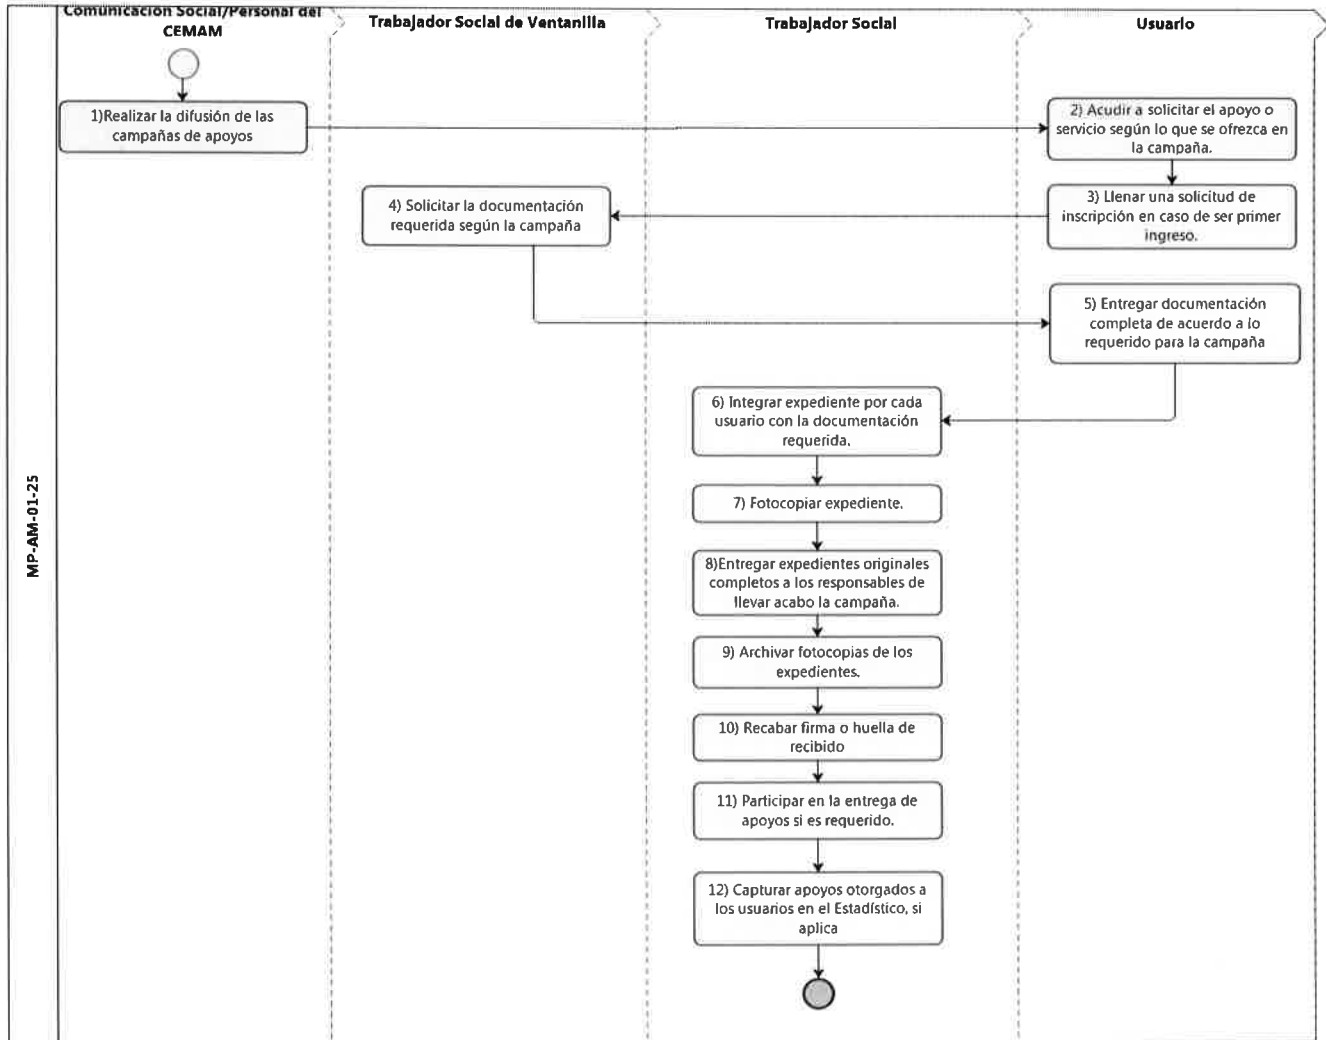 Comunicación Social/Personal del
CEMAM
Trabajador Social de Ventanilla
Trabajador Social
Usuario
MP-AM-01-25
1)Realizar la difusión de las
campañas de apoyos
2) Acudir a solicitar el apoyo o
servicio según lo que se ofrezca en
la campaña.
3) Llenar una solicitud de
inscripción en caso de ser primer
ingreso.
4) Solicitar la documentación
requerida según la campaña
5) Entregar documentación
completa de acuerdo a lo
requerido para la campaña
6) Integrar expediente por cada
usuario con la documentación
requerida.
7) Fotocopiar expediente.
8)Entregar expedientes originales
completos a los responsables de
llevar acabo la campaña.
9) Archivar fotocopias de los
expedientes.
10) Recabar firma o huella de
recibido
11) Participar en la entrega de
apoyos si es requerido.
12) Capturar apoyos otorgados a
los usuarios en el Estadístico, si
aplica